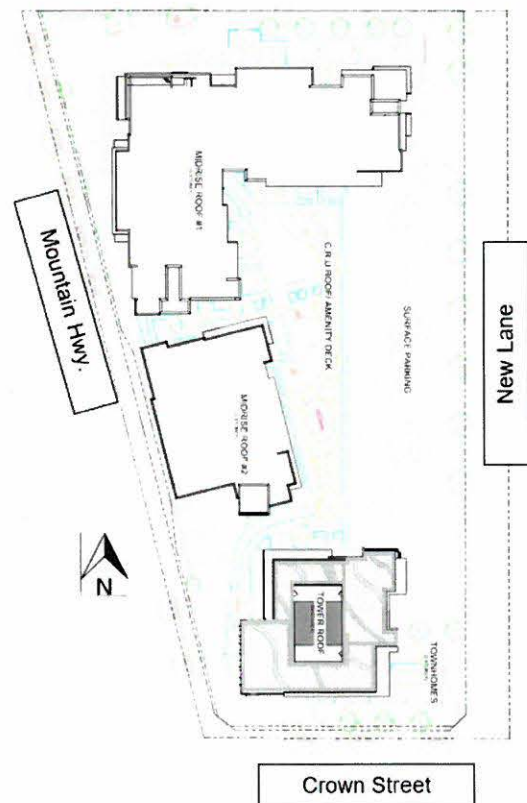 MIDRISE ROOF #1
C.R.U ROOF/ AMENITY DECK
SURFACE PARKING
New Lane
Mountain Hwy.
MIDRISE ROOF #2
N
TOWER ROOF
TOWNHOMES
Crown Street